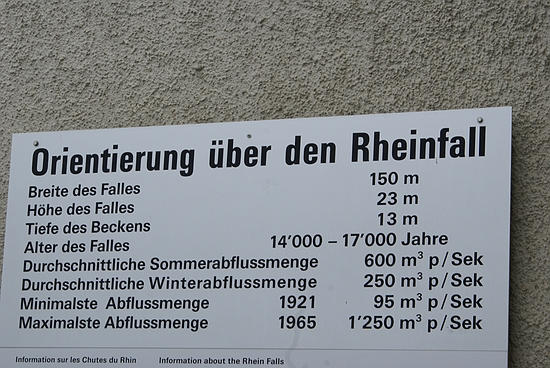 Orientierung über den Rheinfall
Breite des Falles 150 m
Höhe des Falles 23 m
Tiefe des Beckens 13 m
Alter des Falles 14'000 – 17'000 Jahre
Durchschnittliche Sommerabflussmenge 600 m³ p/Sek
Durchschnittliche Winterabflussmenge 250 m³ p/Sek
Minimalste Abflussmenge 1921 95 m³ p/Sek
Maximalste Abflussmenge 1965 1'250 m³ p/Sek
Information sur les Chutes du Rhin Information about the Rhein Falls